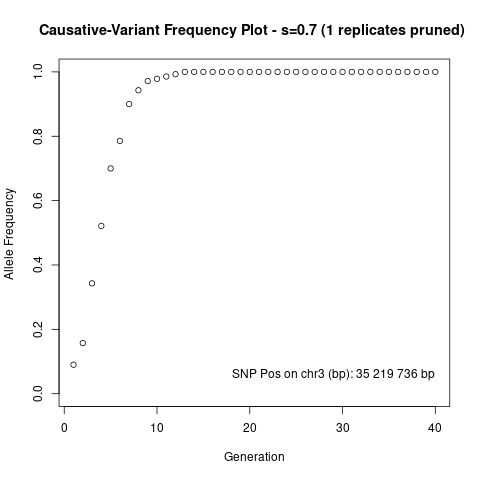 Causative-Variant Frequency Plot - s=0.7 (1 replicates pruned)
Allele Frequency
1.0
0.8
0.6
0.4
0.2
0.0
SNP Pos on chr3 (bp): 35 219 736 bp
0 10 20 30 40
Generation